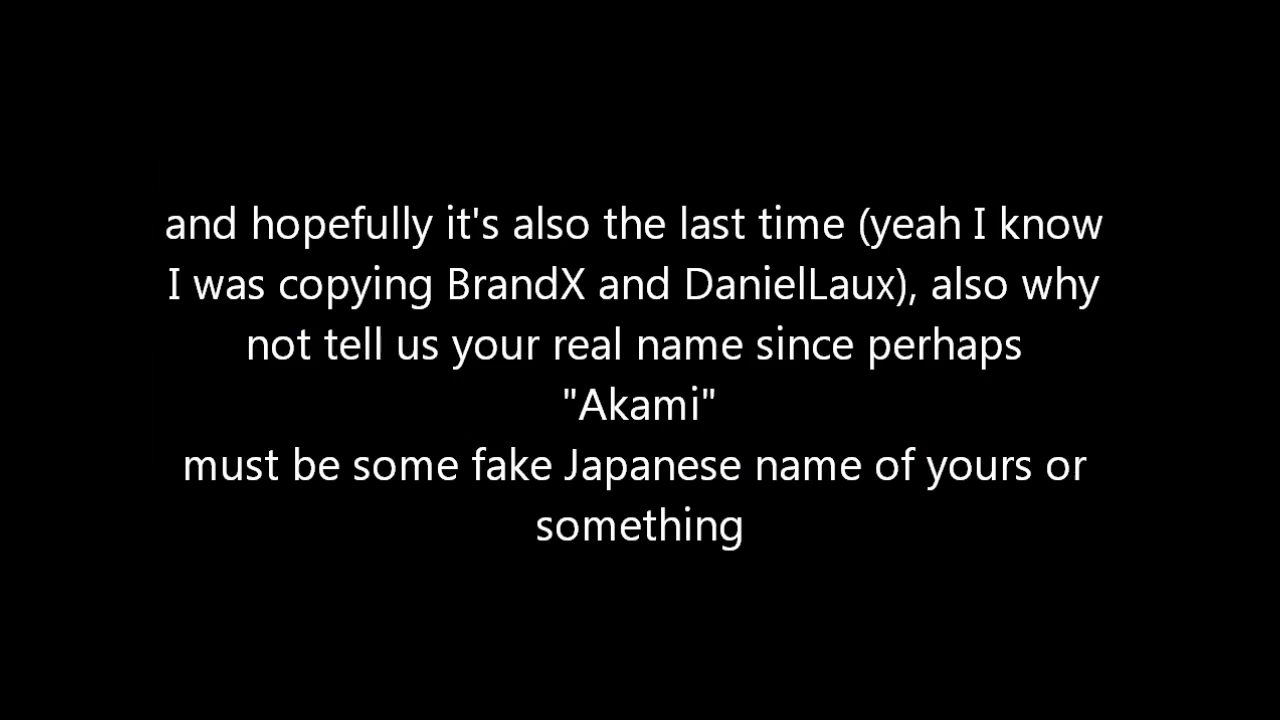 and hopefully it's also the last time (yeah I know
I was copying BrandX and DanielLaux), also why
not tell us your real name since perhaps
"Akami"
must be some fake Japanese name of yours or
something